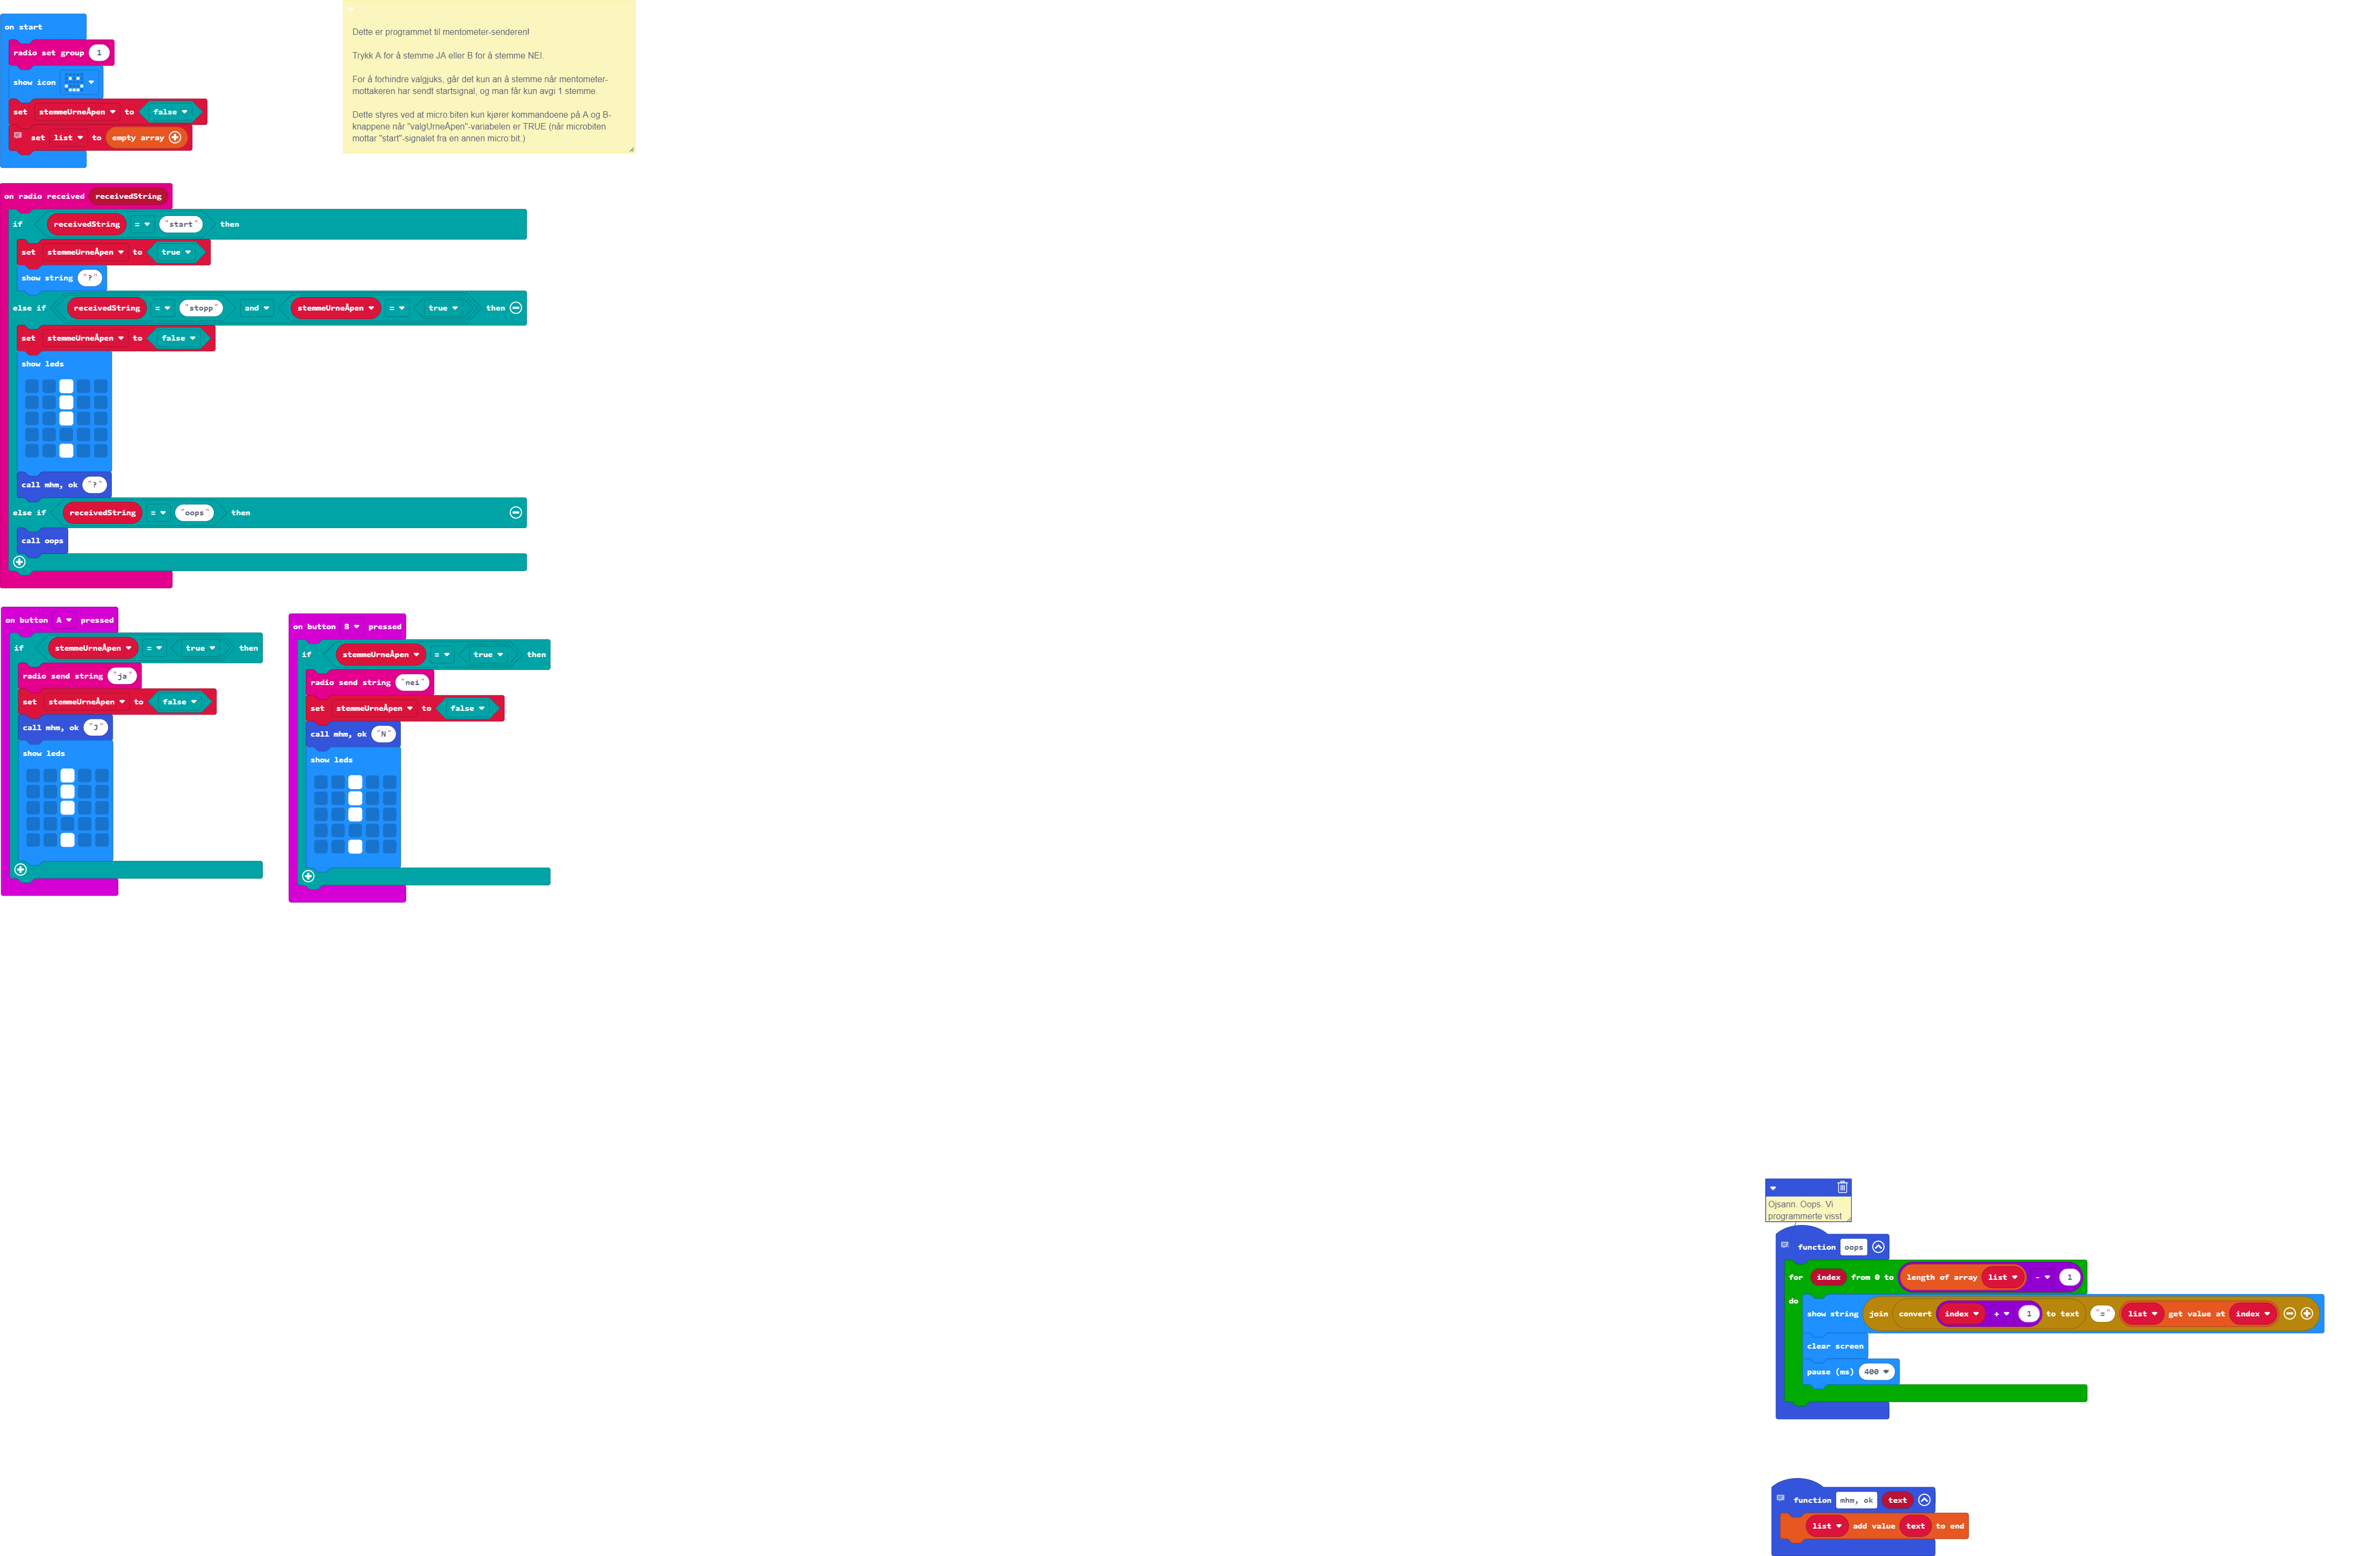 on start
radio set group 1
show icon
set stemmeUrneÅpen to false
set list to empty array
Dette er programmet til mentometer-senderen!
Trykk A for å stemme JA eller B for å stemme NEI.
For å forhindre valgjuks, går det kun an å stemme når mentometer-
mottakeren har sendt startsignal, og man får kun avgi 1 stemme.
Dette styres ved at micro:biten kun kjører kommandoene på A og B-
knappene når "valgUrneÅpen"-variabelen er TRUE (når microbiten
mottar "start"-signalet fra en annen micro:bit.)
on radio received receivedString
if receivedString = "start" then
set stemmeUrneÅpen to true
show string "?"
else if receivedString = "stopp" and stemmeUrneÅpen = true then
set stemmeUrneÅpen to false
show leds
call mhm, ok "?"
else if receivedString = "oops" then
call oops
on button A pressed
if stemmeUrneÅpen = true then
radio send string "ja"
set stemmeUrneÅpen to false
call mhm, ok "J"
show leds
on button B pressed
if stemmeUrneÅpen = true then
radio send string "nei"
set stemmeUrneÅpen to false
call mhm, ok "N"
show leds
Ojsann. Oops. Vi
programmerte visst
function oops
for index from 0 to length of array list - 1
do
show string join convert index + 1 to text "=" list get value at index
clear screen
pause (ms) 400
function mhm, ok text
list add value text to end